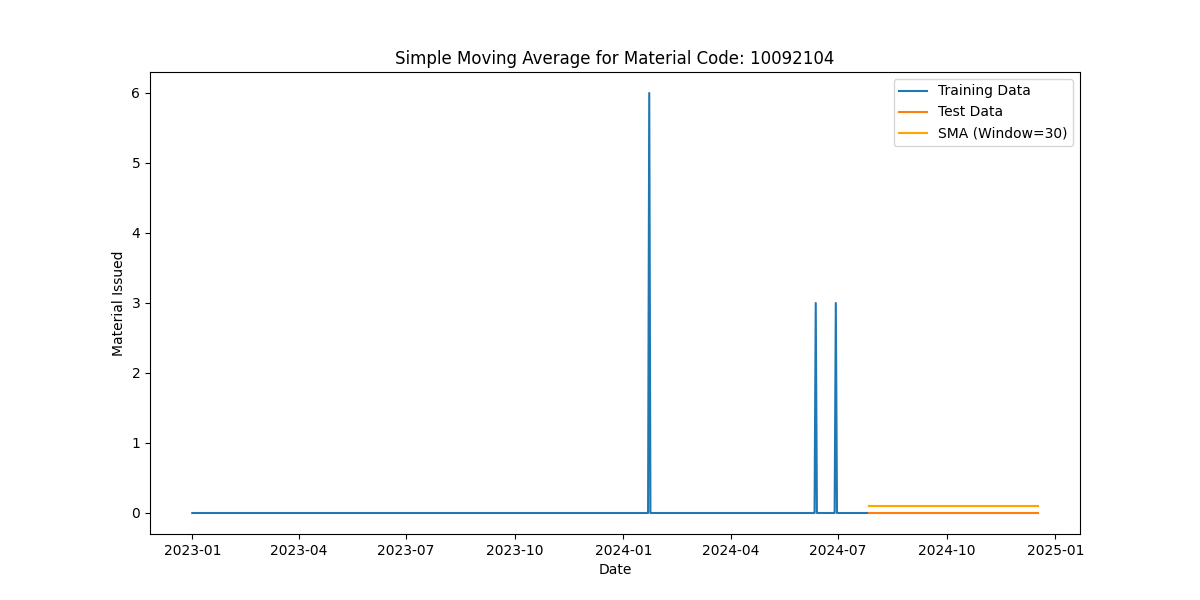 Simple Moving Average for Material Code: 10092104
Training Data
Test Data
SMA (Window=30)
Material Issued
6
5
4
3
2
1
0
2023-01 2023-04 2023-07 2023-10 2024-01 2024-04 2024-07 2024-10 2025-01
Date